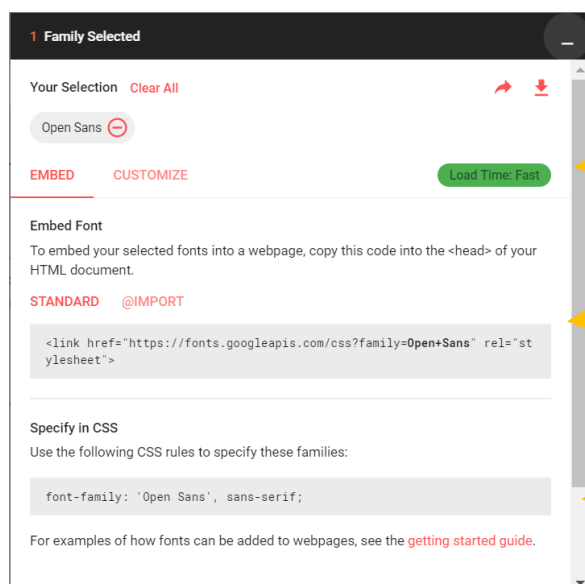 1 Family Selected
Your Selection Clear All
Open Sans
EMBED CUSTOMIZE Load Time: Fast
Embed Font
To embed your selected fonts into a webpage, copy this code into the <head> of your
HTML document.
STANDARD @IMPORT
<link href="https://fonts.googleapis.com/css?family=Open+Sans" rel="st
ylesheet">
Specify in CSS
Use the following CSS rules to specify these families:
font-family: 'Open Sans', sans-serif;
For examples of how fonts can be added to webpages, see the getting started guide.